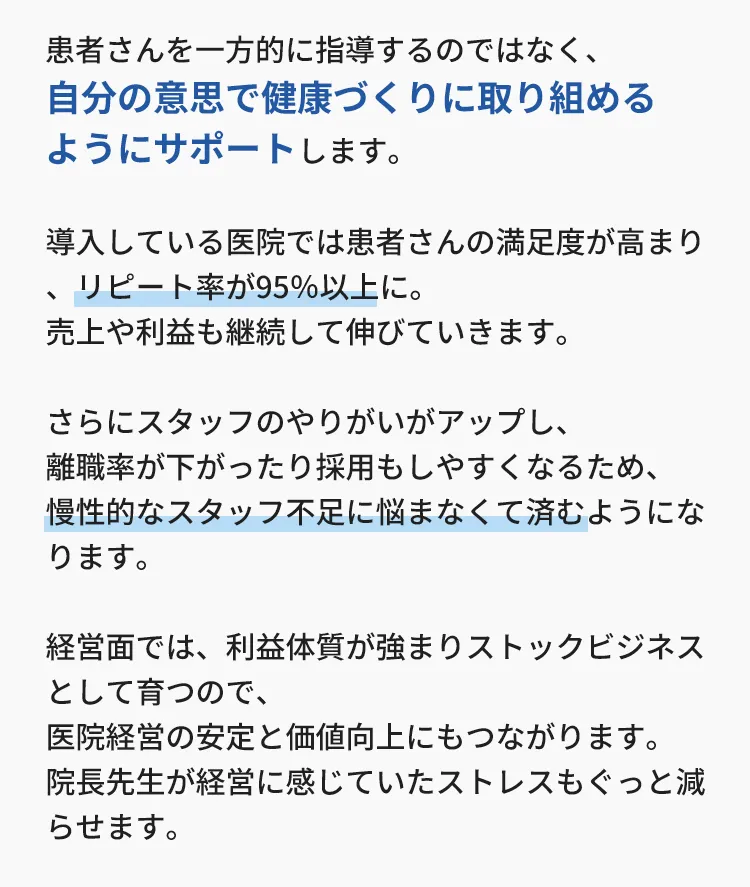 患者さんを一方的に指導するのではなく、
自分の意思で健康づくりに取り組める
ようにサポートします。
導入している医院では患者さんの満足度が高まり
、リピート率が95%以上に。
売上や利益も継続して伸びていきます。
さらにスタッフのやりがいがアップし、
離職率が下がったり採用もしやすくなるため、
慢性的なスタッフ不足に悩まなくて済むようにな
ります。
経営面では、利益体質が強まりストックビジネス
として育つので、
医院経営の安定と価値向上にもつながります。
院長先生が経営に感じていたストレスもぐっと減
らせます。